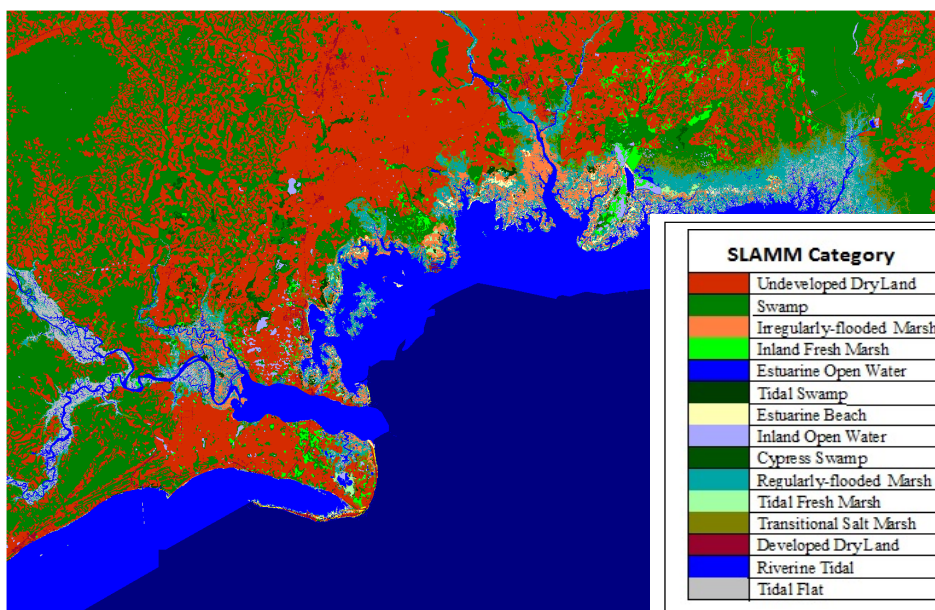 SLAMM Category
Undeveloped DryLand
Swamp
Irregularly-flooded Marsh
Inland Fresh Marsh
Estuarine Open Water
Tidal Swamp
Estuarine Beach
Inland Open Water
Cypress Swamp
Regularly-flooded Marsh
Tidal Fresh Marsh
Transitional Salt Marsh
Developed DryLand
Riverine Tidal
Tidal Flat